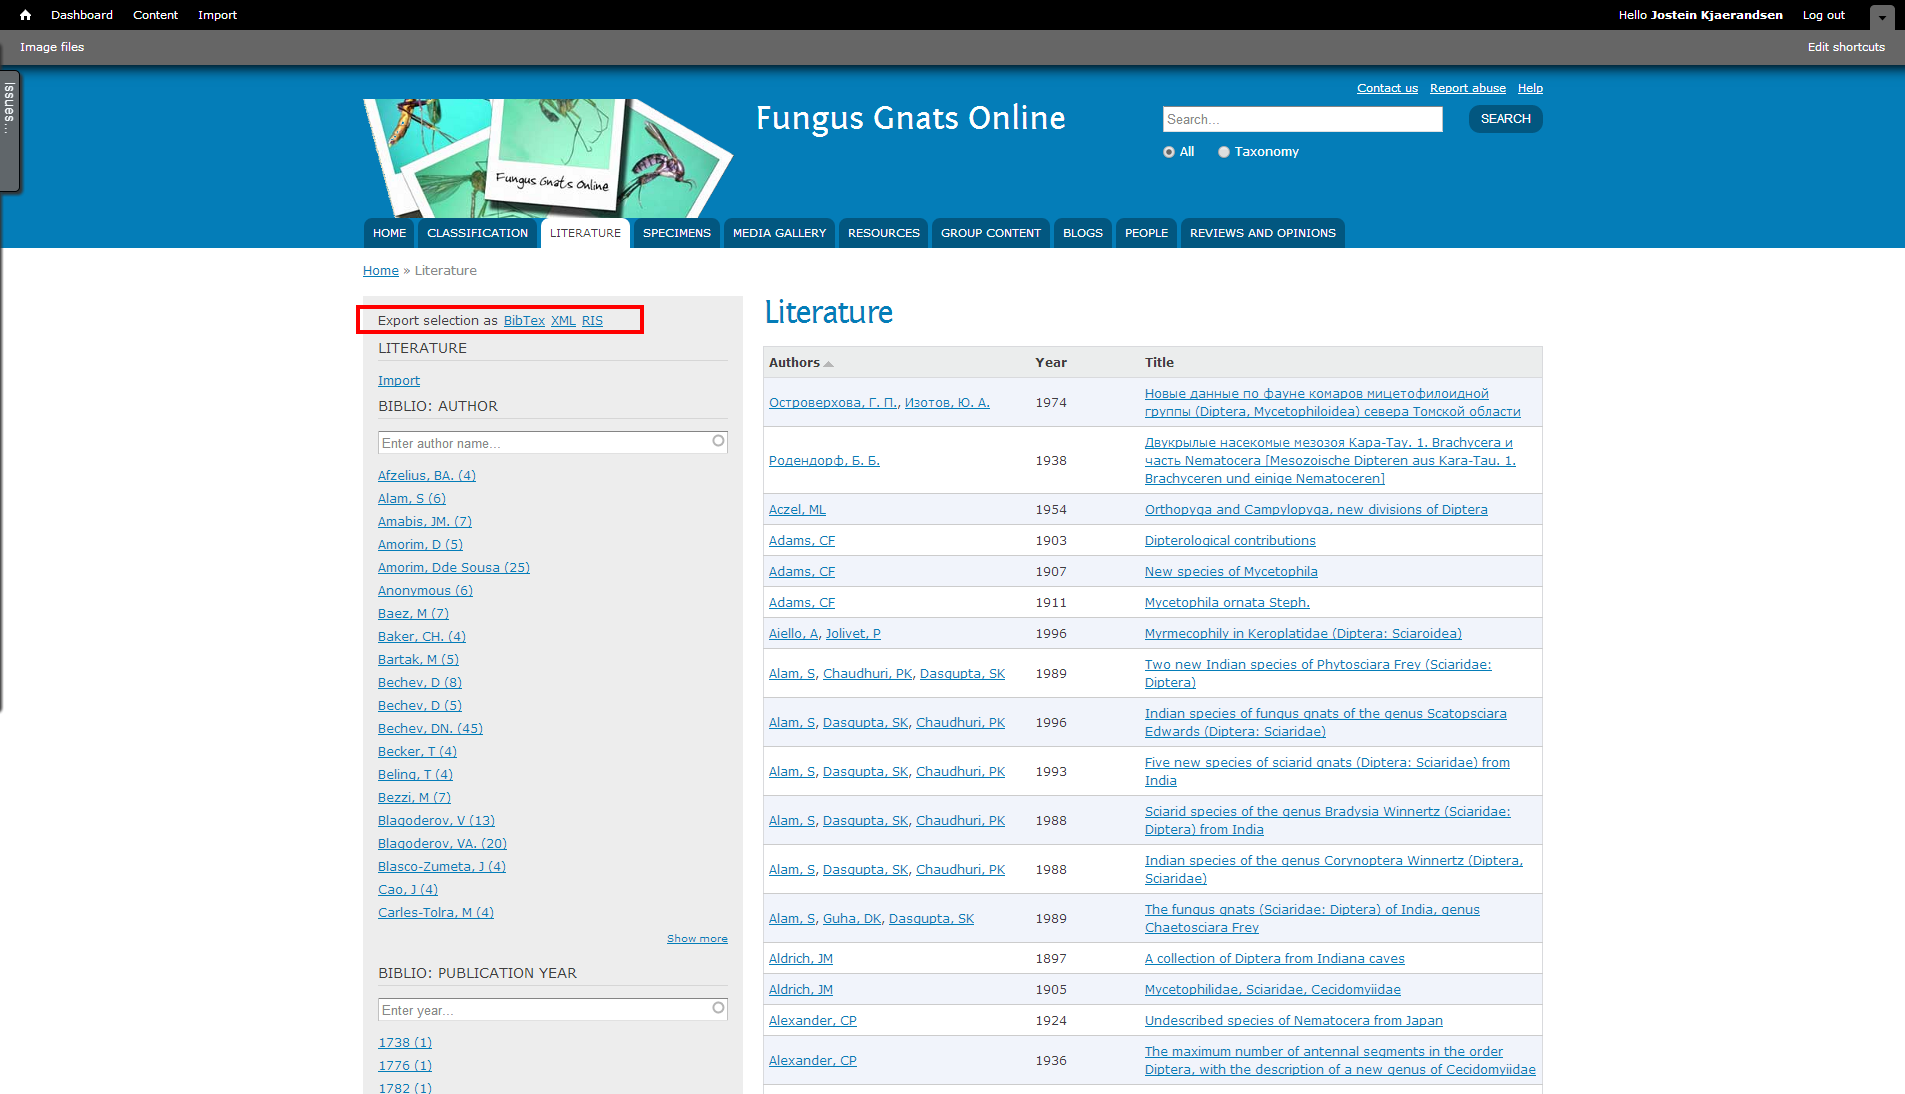 Dashboard Content Import
Hello Jostein Kjaerandsen Log out
Image files
Edit shortcuts
Issues...
Contact us Report abuse Help
Fungus Gnats Online
Fungus Gnats Online
Search...
SEARCH
All Taxonomy
HOME CLASSIFICATION LITERATURE SPECIMENS MEDIA GALLERY RESOURCES GROUP CONTENT BLOGS PEOPLE REVIEWS AND OPINIONS
Home » Literature
Export selection as BibTex XML RIS
LITERATURE
Import
BIBLIO: AUTHOR
Enter author name...
Afzelius, BA. (4)
Alam, S (6)
Amabis, JM. (7)
Amorim, D (5)
Amorim, Dde Sousa (25)
Anonymous (6)
Baez, M (7)
Baker, CH. (4)
Bartak, M (5)
Bechev, D (8)
Bechev, D (5)
Bechev, DN. (45)
Becker, T (4)
Beling, T (4)
Bezzi, M (7)
Blagoderov, V (13)
Blagoderov, VA. (20)
Blasco-Zumeta, J (4)
Cao, J (4)
Carles-Tolra, M (4)
Show more
BIBLIO: PUBLICATION YEAR
Enter year...
1738 (1)
1776 (1)
1782 (1)
Literature
Authors Year Title
Островерхова, Г. П., Изотов, Ю. А. 1974 Новые данные по фауне комаров мицетофилоидной
группы (Diptera, Mycetophiloidea) севера Томской области
Родендорф, Б. Б. 1938 Двукрылые насекомые мезозоя Кара-Тау. 1. Brachycera и
часть Nematocera [Mesozoische Dipteren aus Kara-Tau. 1.
Brachyceren und einige Nematoceren]
Aczel, ML 1954 Orthopyga and Campylopyga, new divisions of Diptera
Adams, CF 1903 Dipterological contributions
Adams, CF 1907 New species of Mycetophila
Adams, CF 1911 Mycetophila ornata Steph.
Aiello, A, Jolivet, P 1996 Myrmecophily in Keroplatidae (Diptera: Sciaroidea)
Alam, S, Chaudhuri, PK, Dasgupta, SK 1989 Two new Indian species of Phytosciara Frey (Sciaridae:
Diptera)
Alam, S, Dasgupta, SK, Chaudhuri, PK 1996 Indian species of fungus gnats of the genus Scatopsciara
Edwards (Diptera: Sciaridae)
Alam, S, Dasgupta, SK, Chaudhuri, PK 1993 Five new species of sciarid gnats (Diptera: Sciaridae) from
India
Alam, S, Dasgupta, SK, Chaudhuri, PK 1988 Sciarid species of the genus Bradysia Winnertz (Sciaridae:
Diptera) from India
Alam, S, Dasgupta, SK, Chaudhuri, PK 1988 Indian species of the genus Corynoptera Winnertz (Diptera,
Sciaridae)
Alam, S, Guha, DK, Dasgupta, SK 1989 The fungus gnats (Sciaridae: Diptera) of India, genus
Chaetosciara Frey
Aldrich, JM 1897 A collection of Diptera from Indiana caves
Aldrich, JM 1905 Mycetophilidae, Sciaridae, Cecidomyiidae
Alexander, CP 1924 Undescribed species of Nematocera from Japan
Alexander, CP 1936 The maximum number of antennal segments in the order
Diptera, with the description of a new genus of Cecidomyiidae